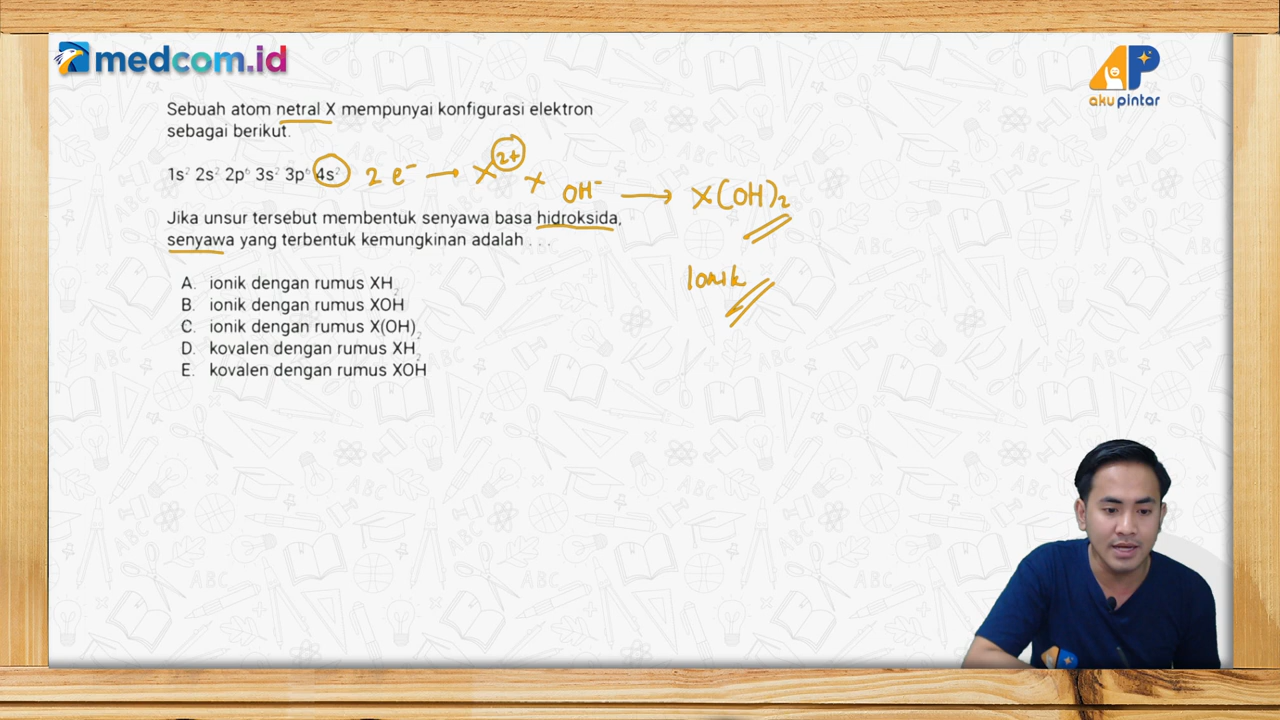 medcom.id
AP
aku pintar
Sebuah atom netral X mempunyai konfigurasi elektron
sebagai berikut.
1s² 2s² 2p⁶ 3s² 3p⁶ 4s² 2 e⁻ → X²⁺ X OH⁻ → X(OH)₂
Jika unsur tersebut membentuk senyawa basa hidroksida,
senyawa yang terbentuk kemungkinan adalah . . .
Ionik
A. ionik dengan rumus XH₂
B. ionik dengan rumus XOH
C. ionik dengan rumus X(OH)₂
D. kovalen dengan rumus XH₂
E. kovalen dengan rumus XOH